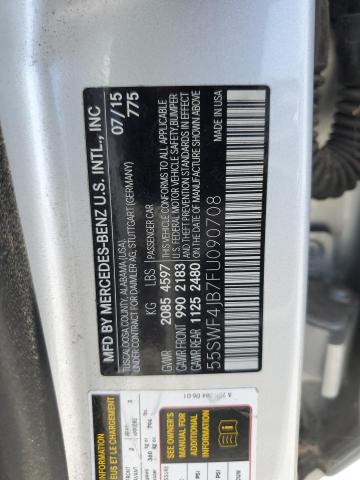 MFD BY MERCEDES-BENZ U.S. INTL., INC
TUSCALOOSA COUNTY, ALABAMA (USA)
UNDER CONTRACT FOR DAIMLER AG, STUTTGART (GERMANY)
07/15
775
KG LBS
GVWR 2085 4597
GAWR FRONT 990 2183
GAWR REAR 1125 2480
PASSENGER CAR
THIS VEHICLE CONFORMS TO ALL APPLICABLE
U.S. FEDERAL MOTOR VEHICLE SAFETY, BUMPER
AND THEFT PREVENTION STANDARDS IN EFFECT
ON THE DATE OF MANUFACTURE SHOWN ABOVE
55SWF4JB7FU090708
MADE IN USA
SEE OWNER'S
MANUAL FOR
ADDITIONAL
INFORMATION